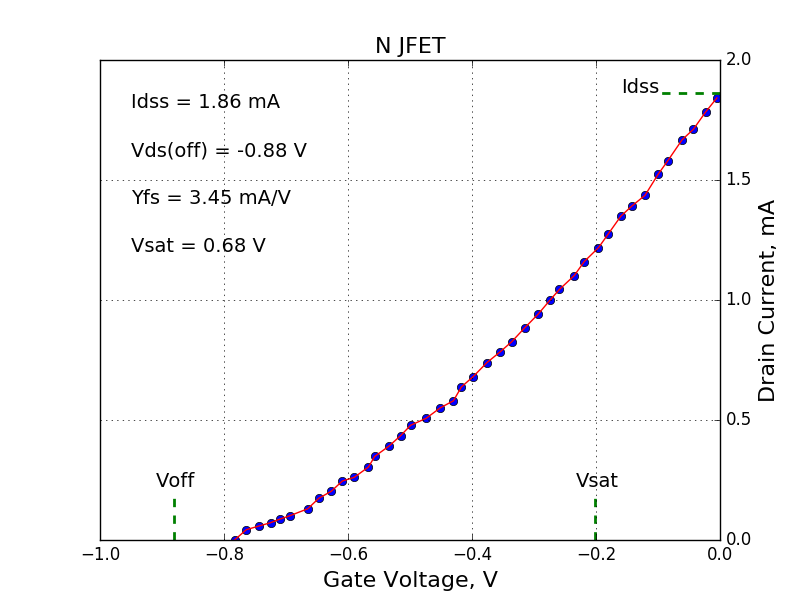 N JFET
Idss = 1.86 mA
Vds(off) = -0.88 V
Yfs = 3.45 mA/V
Vsat = 0.68 V
Idss
Voff
Vsat
2.0
1.5
1.0
0.5
0.0
Drain Current, mA
−1.0 −0.8 −0.6 −0.4 −0.2 0.0
Gate Voltage, V